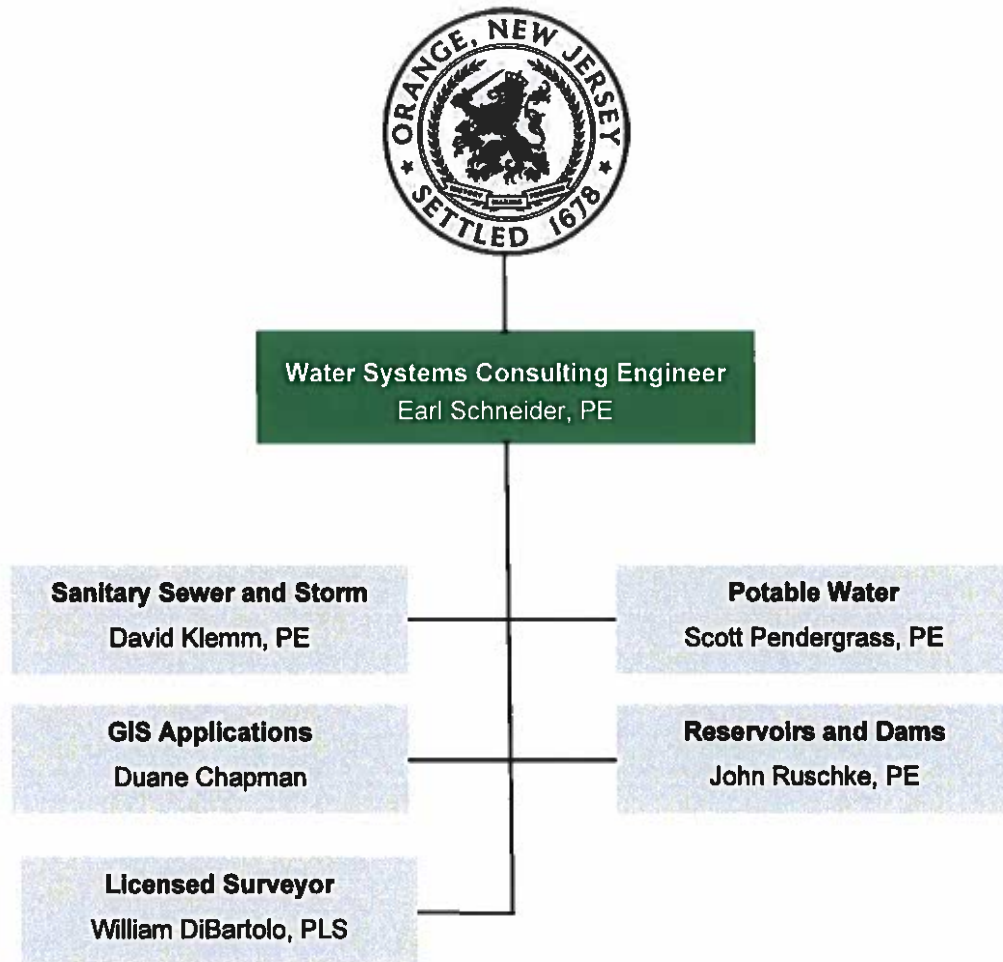 ORANGE, NEW JERSEY
SETTLED 1678
Water Systems Consulting Engineer
Earl Schneider, PE
Sanitary Sewer and Storm
David Klemm, PE
Potable Water
Scott Pendergrass, PE
GIS Applications
Duane Chapman
Reservoirs and Dams
John Ruschke, PE
Licensed Surveyor
William DiBartolo, PLS